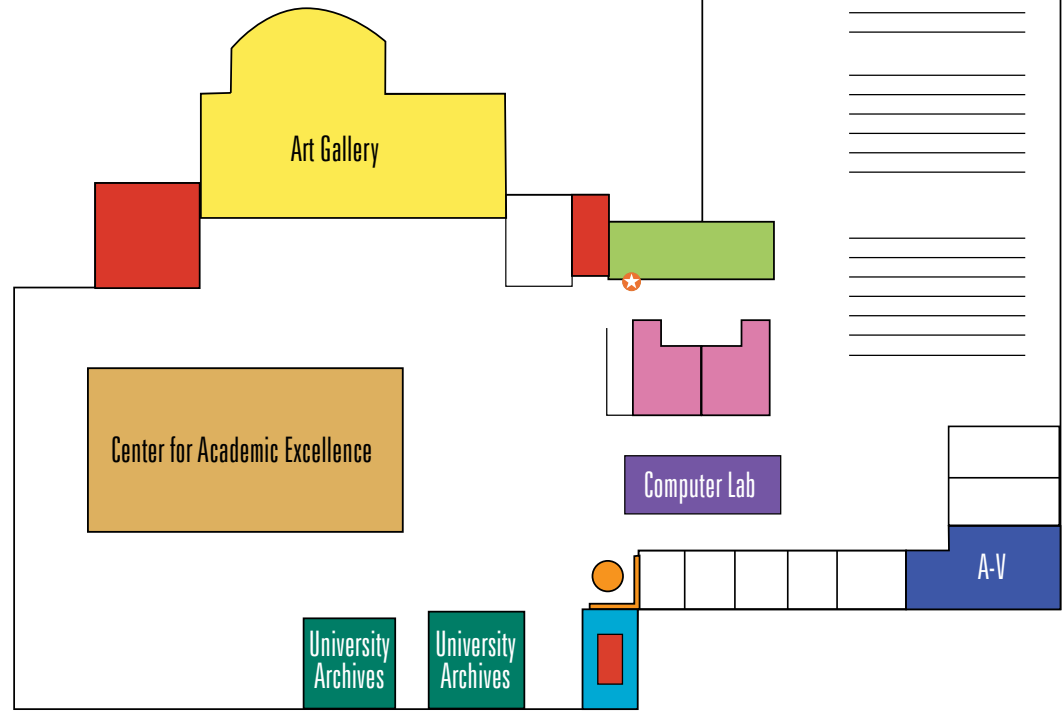 Art Gallery
Center for Academic Excellence
Computer Lab
A-V
University
Archives
University
Archives